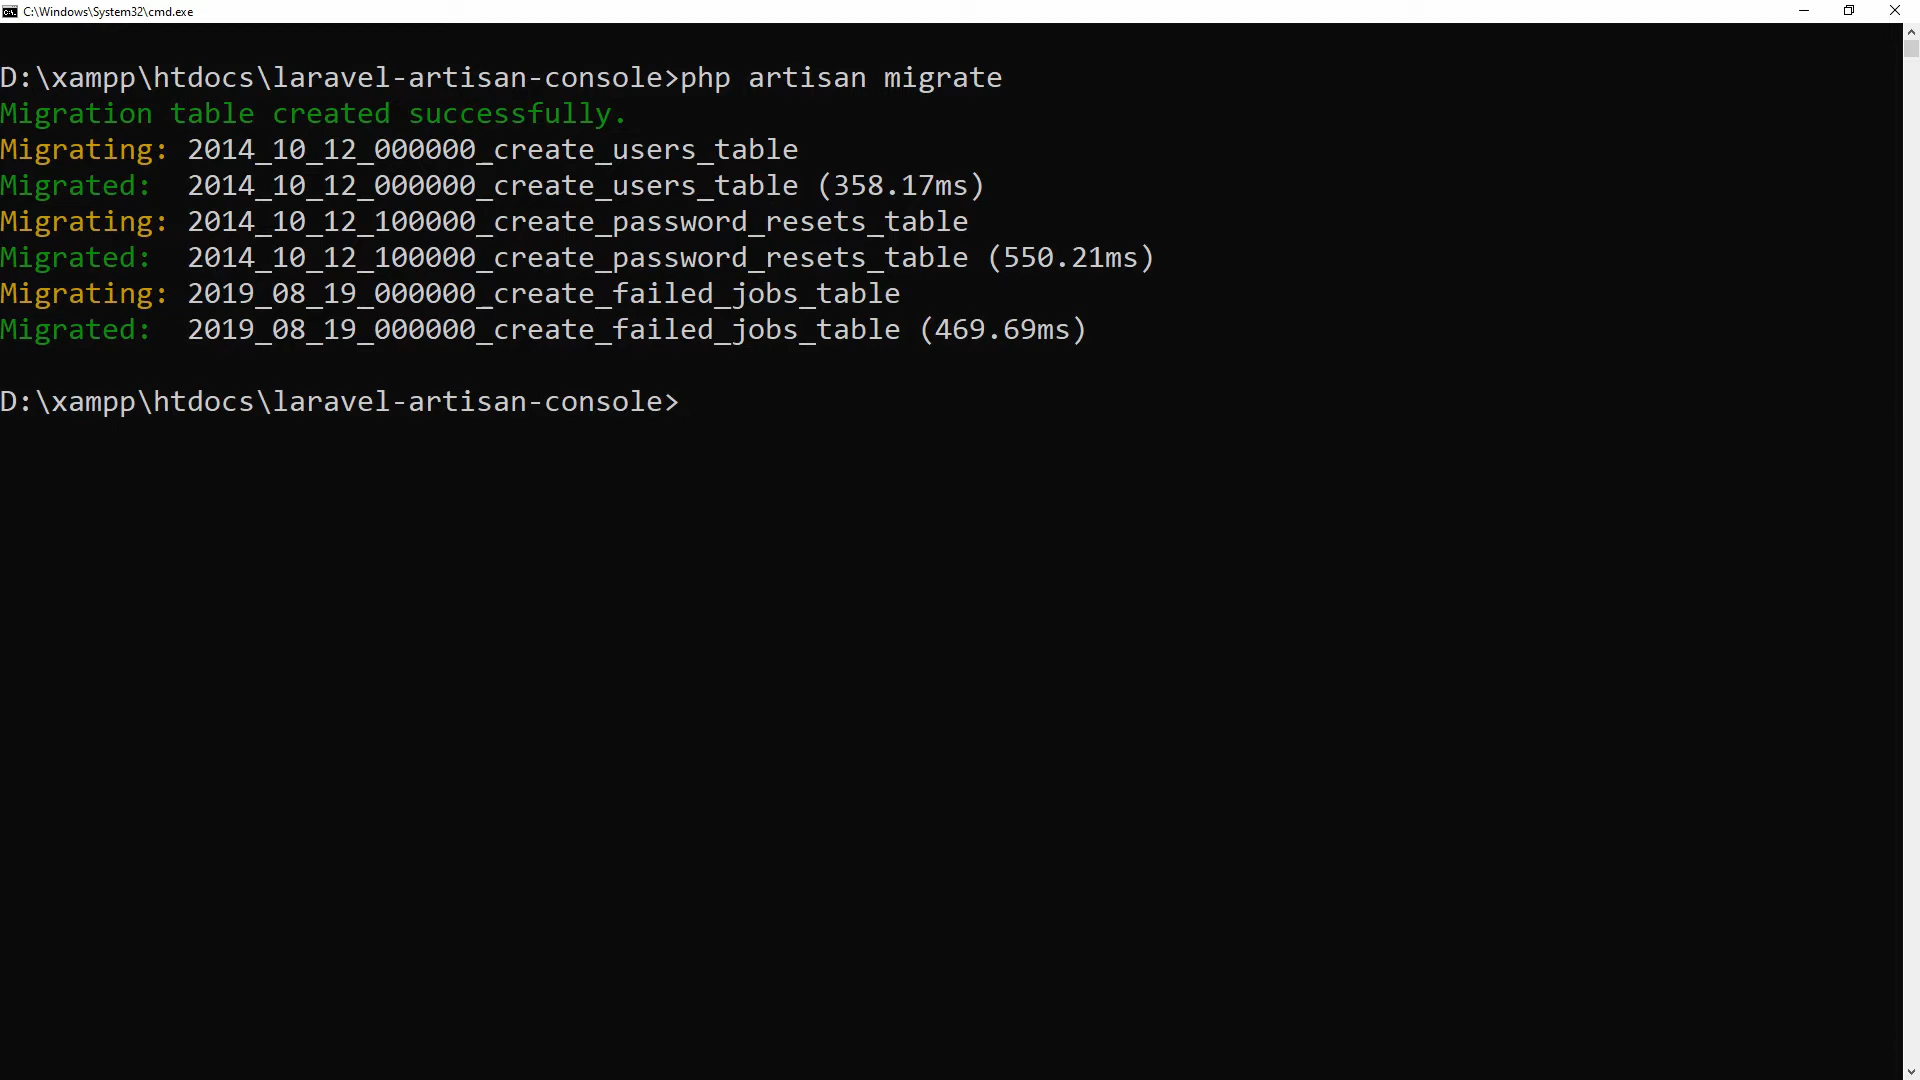 C:\Windows\System32\cmd.exe
D:\xampp\htdocs\laravel-artisan-console>php artisan migrate
Migration table created successfully.
Migrating: 2014_10_12_000000_create_users_table
Migrated:  2014_10_12_000000_create_users_table (358.17ms)
Migrating: 2014_10_12_100000_create_password_resets_table
Migrated:  2014_10_12_100000_create_password_resets_table (550.21ms)
Migrating: 2019_08_19_000000_create_failed_jobs_table
Migrated:  2019_08_19_000000_create_failed_jobs_table (469.69ms)
D:\xampp\htdocs\laravel-artisan-console>